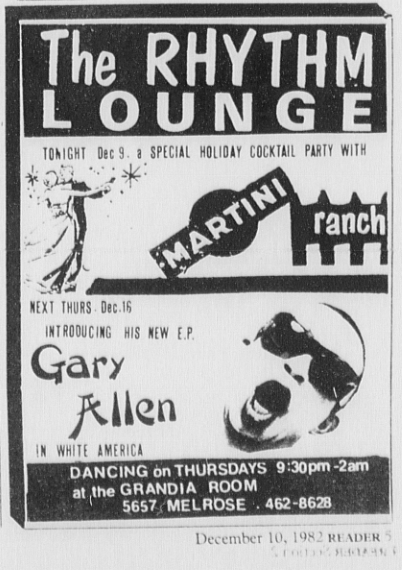 The RHYTHM
LOUNGE
TONIGHT Dec 9. a SPECIAL HOLIDAY COCKTAIL PARTY WITH
MARTINI
ranch
NEXT THURS. Dec.16
INTRODUCING HIS NEW E.P.
Gary
Allen
IN WHITE AMERICA
DANCING on THURSDAYS 9:30pm-2am
at the GRANDIA ROOM
5657 MELROSE . 462-8628
December 10, 1982 READER 5